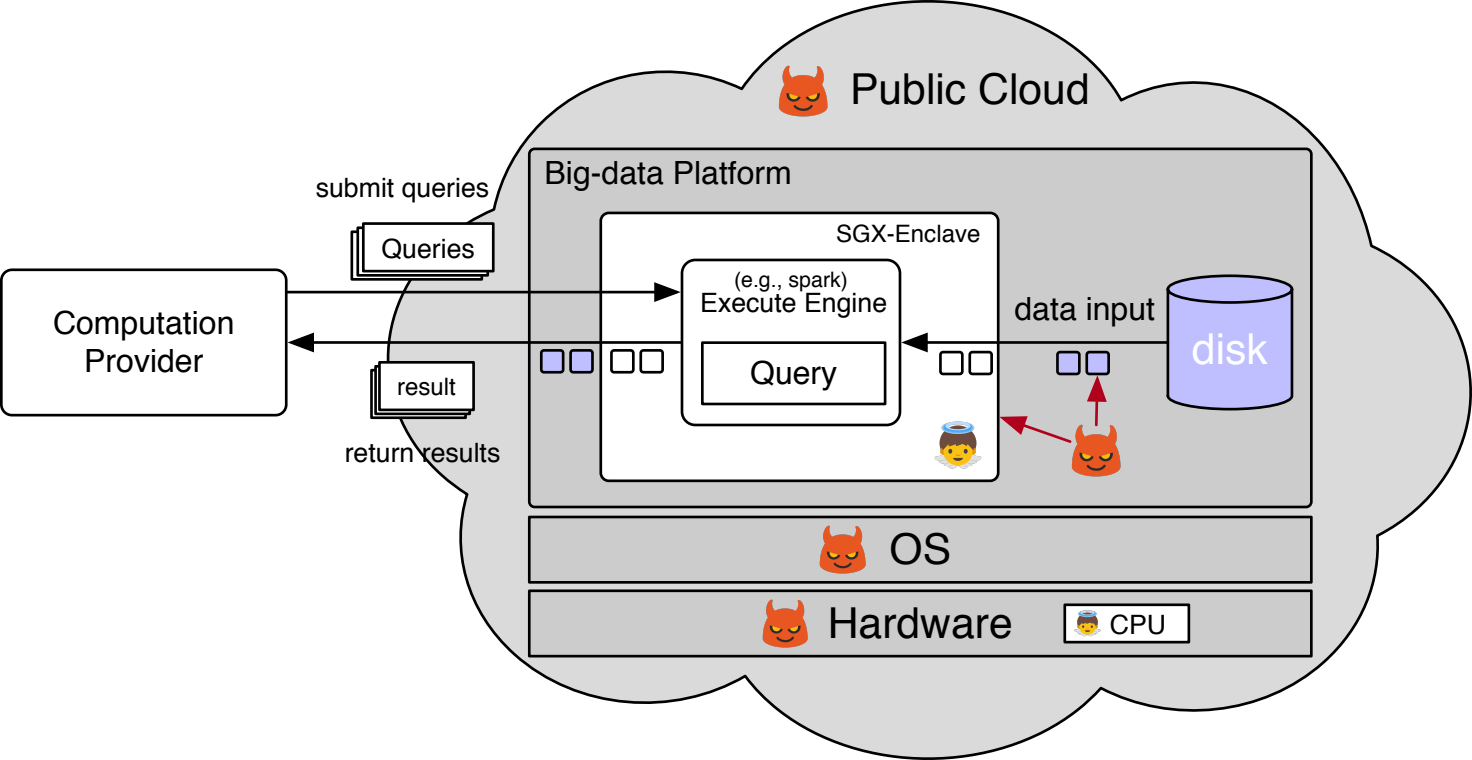 Public Cloud
Big-data Platform
submit queries
Queries
SGX-Enclave
(e.g., spark)
Execute Engine
data input
Computation
Provider
disk
Query
result
return results
OS
Hardware
CPU